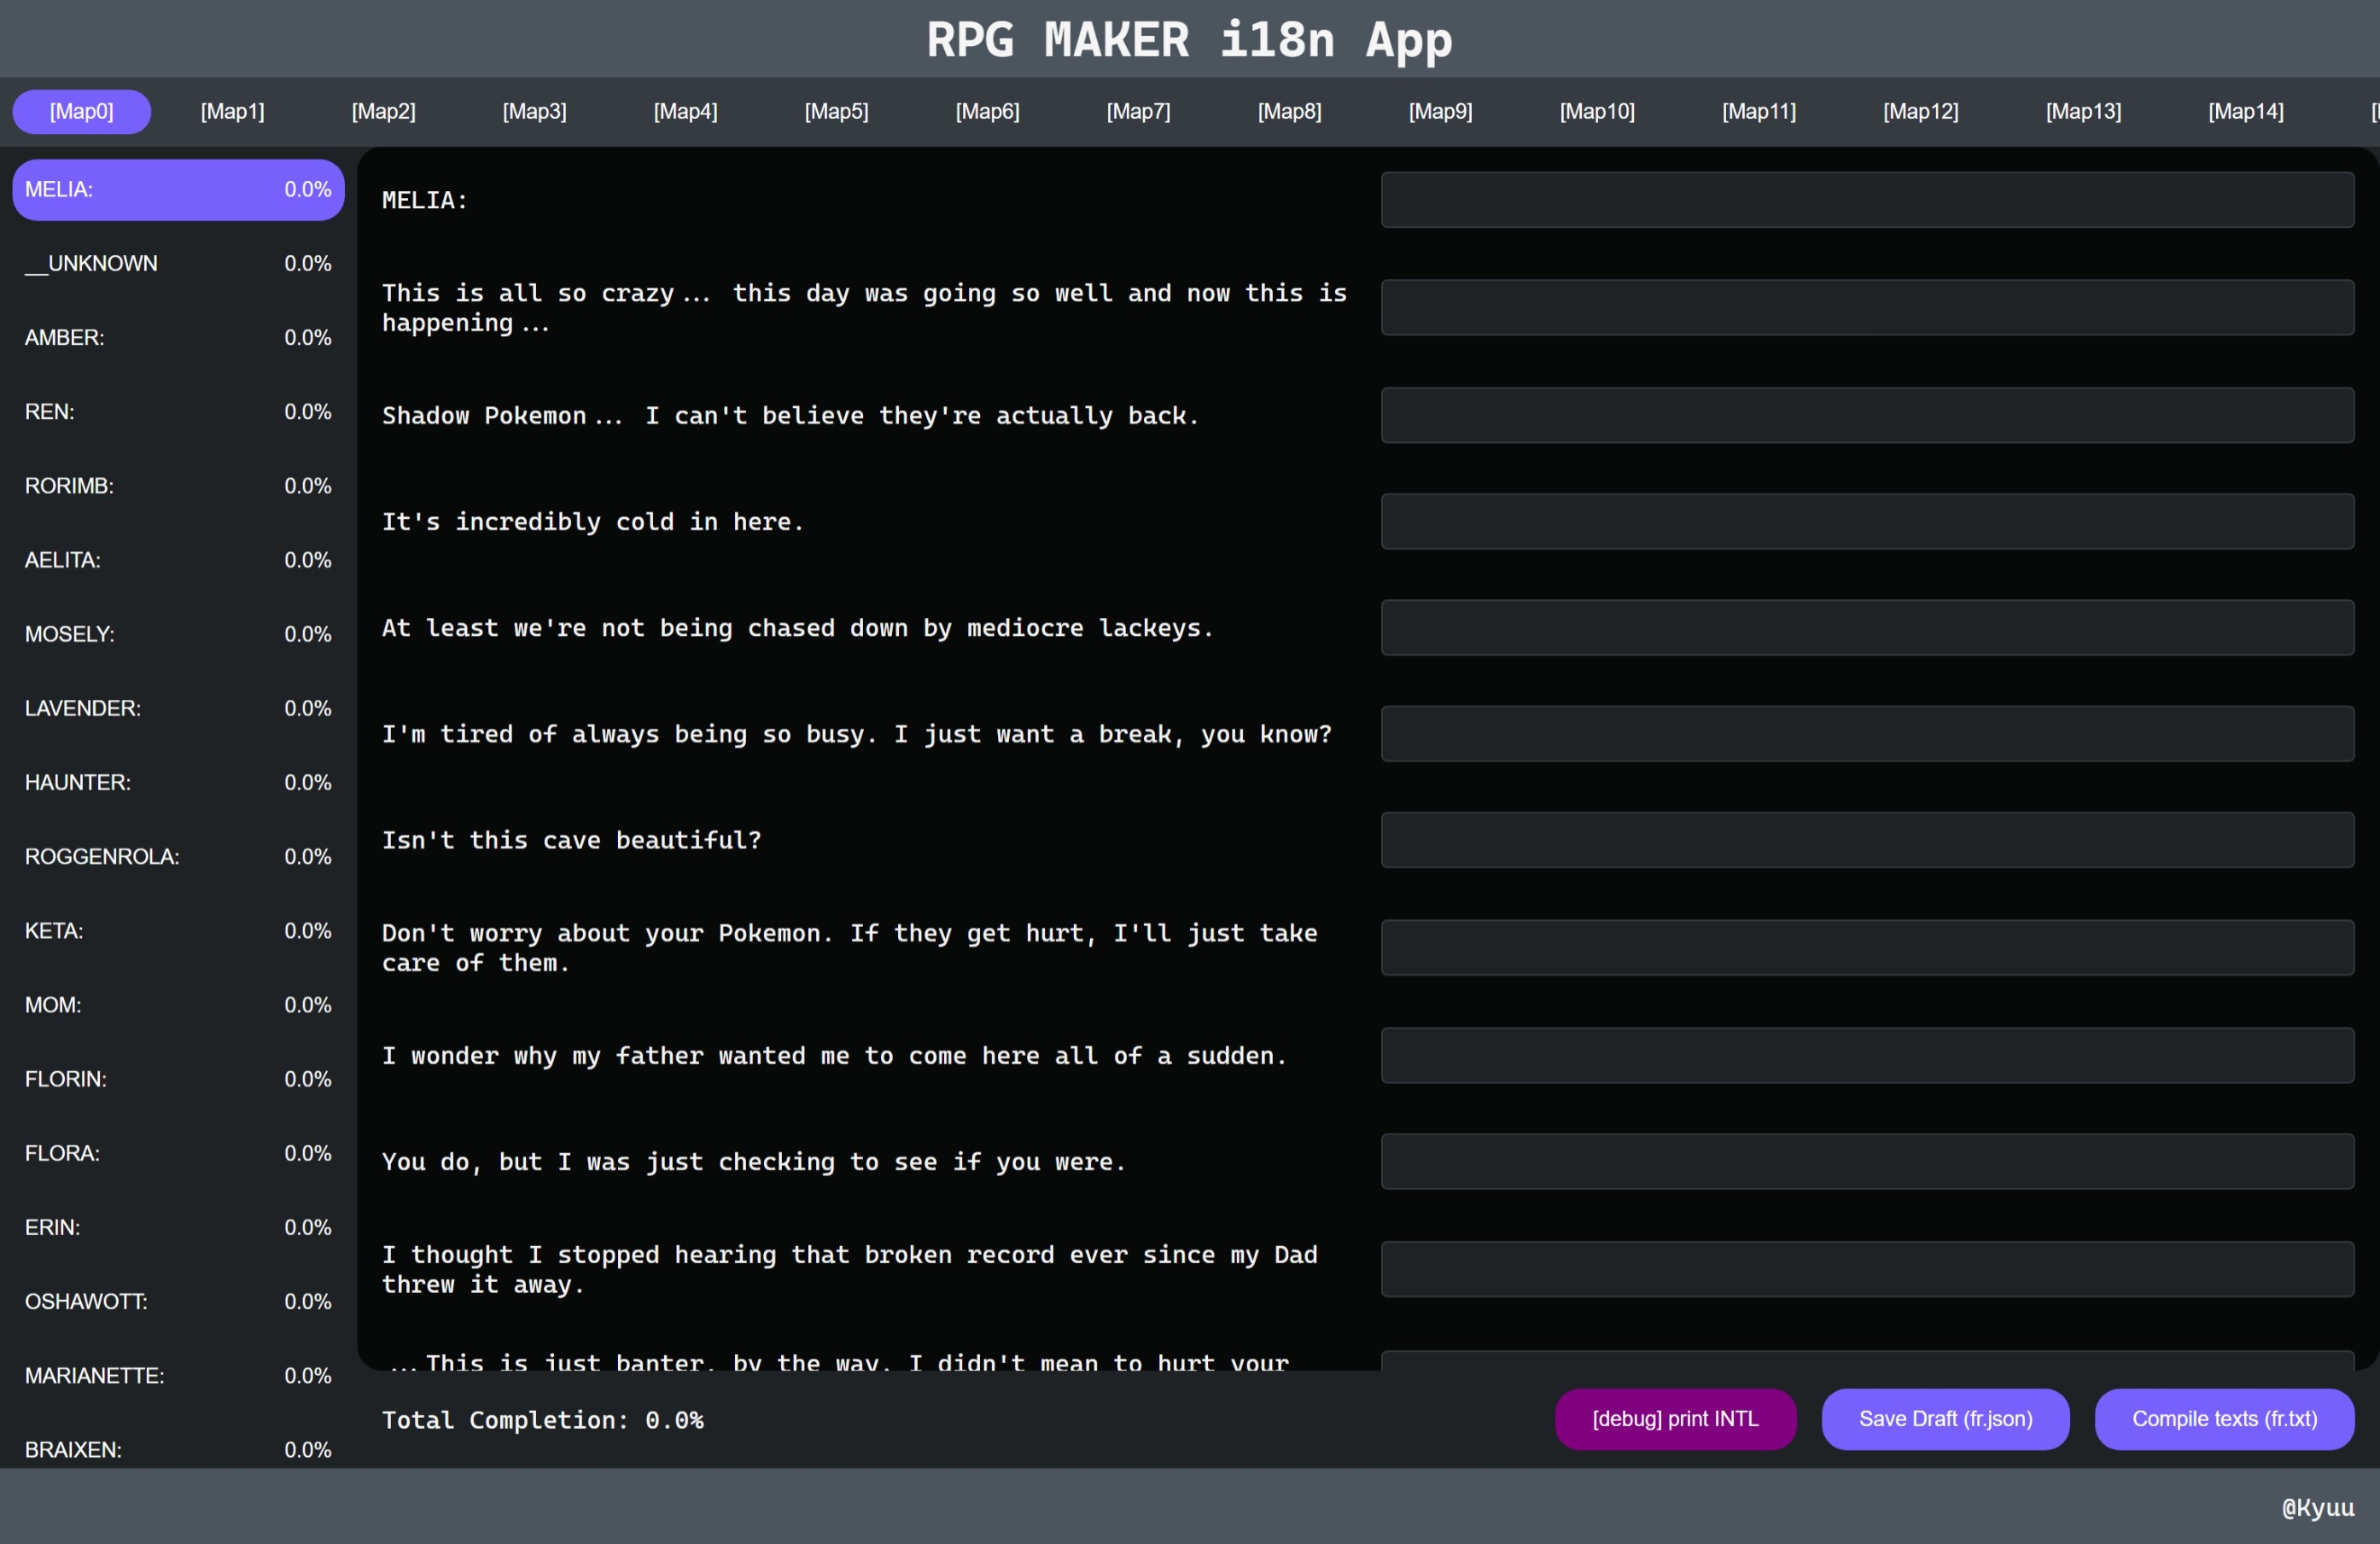 RPG MAKER i18n App
[Map0] [Map1] [Map2] [Map3] [Map4] [Map5] [Map6] [Map7] [Map8] [Map9] [Map10] [Map11] [Map12] [Map13] [Map14]
MELIA: 0.0%
__UNKNOWN 0.0%
AMBER: 0.0%
REN: 0.0%
RORIMB: 0.0%
AELITA: 0.0%
MOSELY: 0.0%
LAVENDER: 0.0%
HAUNTER: 0.0%
ROGGENROLA: 0.0%
KETA: 0.0%
MOM: 0.0%
FLORIN: 0.0%
FLORA: 0.0%
ERIN: 0.0%
OSHAWOTT: 0.0%
MARIANETTE: 0.0%
BRAIXEN: 0.0%
MELIA:
This is all so crazy... this day was going so well and now this is
happening...
Shadow Pokemon... I can't believe they're actually back.
It's incredibly cold in here.
At least we're not being chased down by mediocre lackeys.
I'm tired of always being so busy. I just want a break, you know?
Isn't this cave beautiful?
Don't worry about your Pokemon. If they get hurt, I'll just take
care of them.
I wonder why my father wanted me to come here all of a sudden.
You do, but I was just checking to see if you were.
I thought I stopped hearing that broken record ever since my Dad
threw it away.
...This is just banter, by the way. I didn't mean to hurt your
Total Completion: 0.0%
[debug] print INTL
Save Draft (fr.json)
Compile texts (fr.txt)
@Kyuu